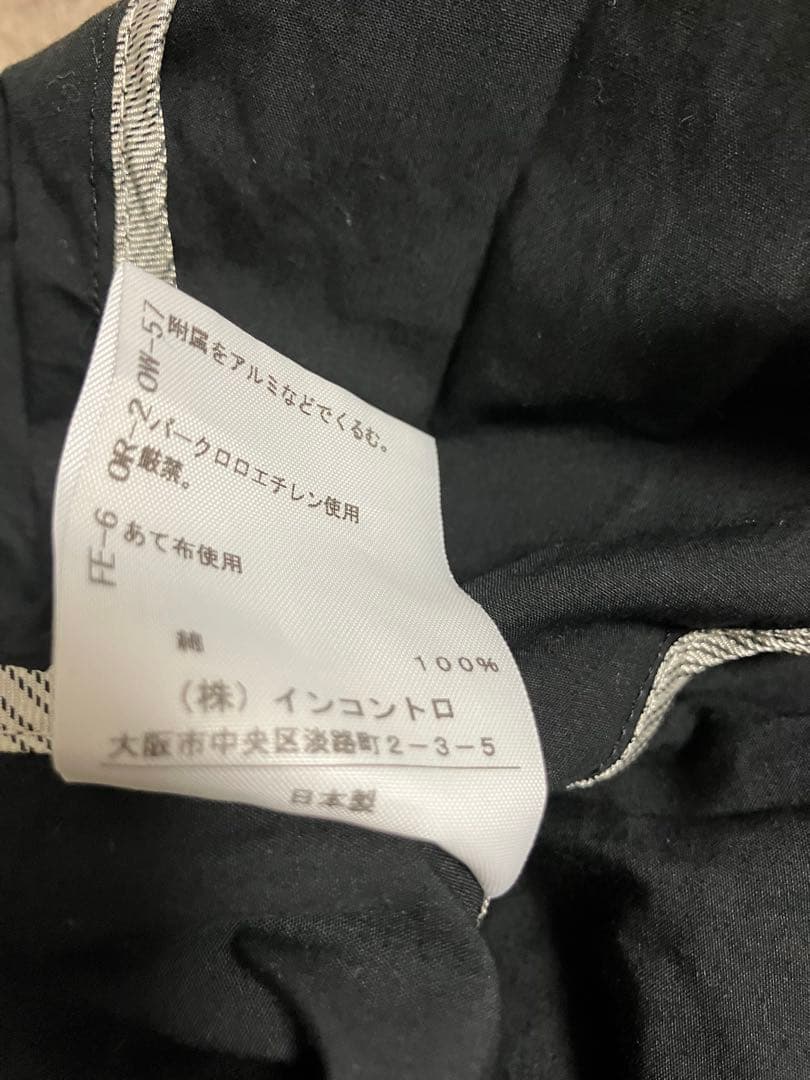 OW-57
附属をアルミなどでくるむ。
OR-2
パークロロエチレン使用
厳禁。
FE-6
あて布使用
綿
100%
(株)インコントロ
大阪市中央区淡路町2-3-5
日本製